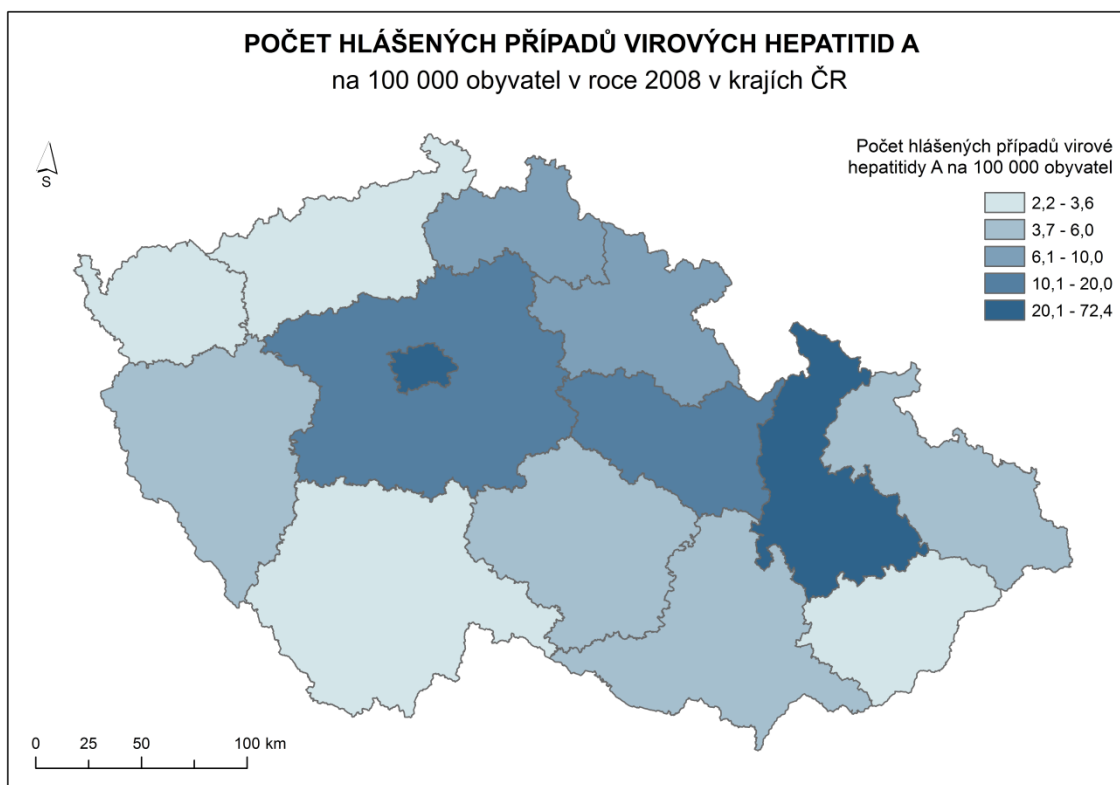 POČET HLÁŠENÝCH PŘÍPADŮ VIROVÝCH HEPATITID A
na 100 000 obyvatel v roce 2008 v krajích ČR
S
Počet hlášených případů virové
hepatitidy A na 100 000 obyvatel
2,2 - 3,6
3,7 - 6,0
6,1 - 10,0
10,1 - 20,0
20,1 - 72,4
0 25 50 100 km